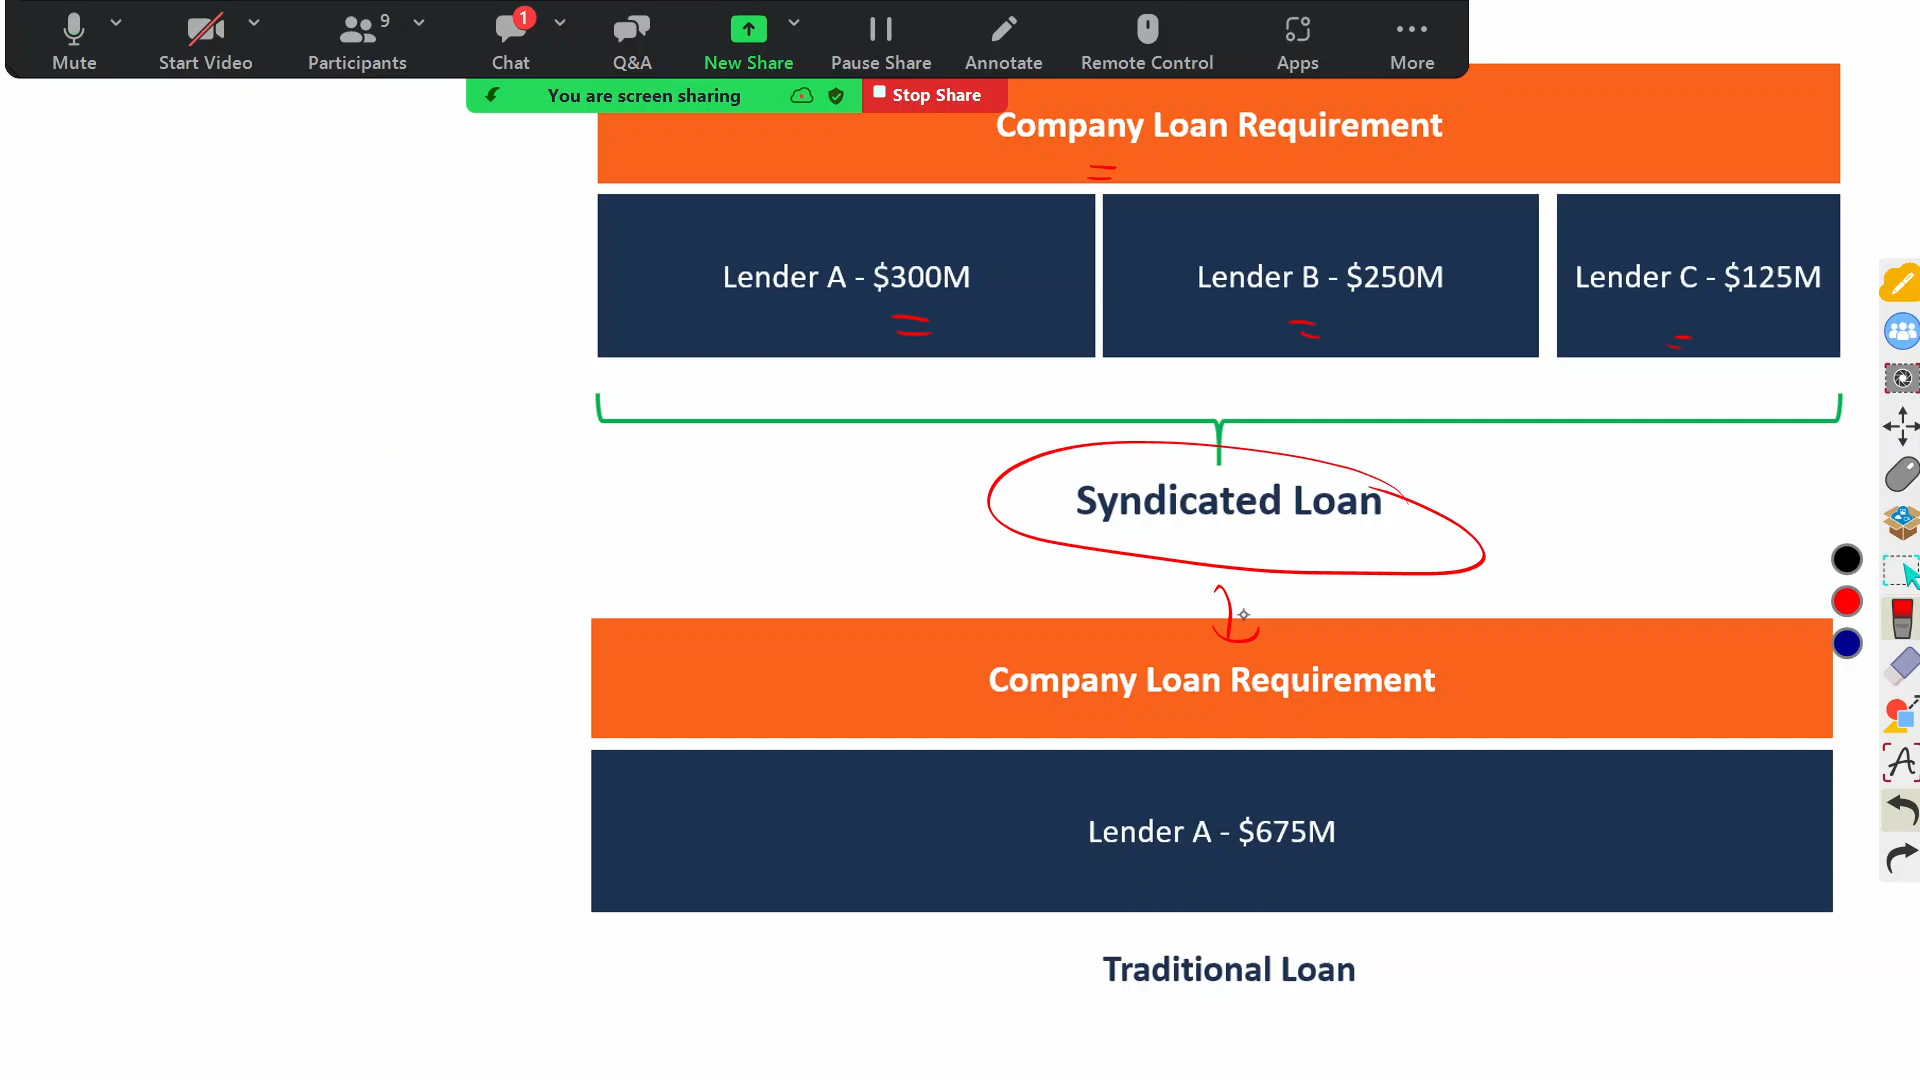 9
1
Mute
Start Video
Participants
Chat
Q&A
New Share
Pause Share
Annotate
Remote Control
Apps
More
You are screen sharing
Stop Share
Company Loan Requirement
Lender A - $300M
Lender B - $250M
Lender C - $125M
Syndicated Loan
Company Loan Requirement
Lender A - $675M
Traditional Loan